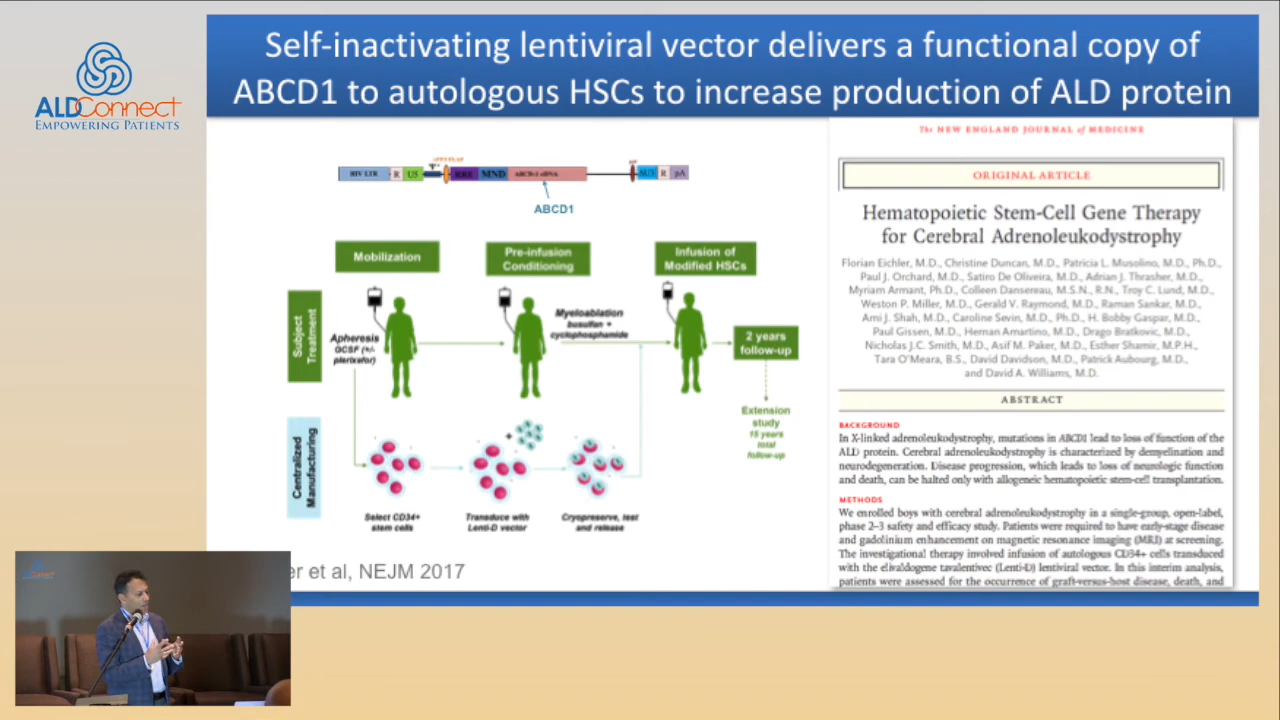 ALDConnect
EMPOWERING PATIENTS
Self-inactivating lentiviral vector delivers a functional copy of
ABCD1 to autologous HSCs to increase production of ALD protein
HIV LTR R U5 RRE MND ABCD1 cDNA ΔU3 R pA
ABCD1
Mobilization
Pre-infusion
Conditioning
Infusion of
Modified HSCs
Subject
Treatment
Apheresis
GCSF (+/-
plerixafor)
Myeloablation
busulfan +
cyclophosphamide
2 years
follow-up
Extension
study
15 years
total
follow-up
Centralized
Manufacturing
+
Select CD34+
stem cells
Transduce with
Lenti-D vector
Cryopreserve, test
and release
er et al, NEJM 2017
The NEW ENGLAND JOURNAL of MEDICINE
ORIGINAL ARTICLE
Hematopoietic Stem-Cell Gene Therapy
for Cerebral Adrenoleukodystrophy
Florian Eichler, M.D., Christine Duncan, M.D., Patricia L. Musolino, M.D., Ph.D.,
Paul J. Orchard, M.D., Satiro De Oliveira, M.D., Adrian J. Thrasher, M.D.,
Myriam Armant, Ph.D., Colleen Dansereau, M.S.N., R.N., Troy C. Lund, M.D.,
Weston P. Miller, M.D., Gerald V. Raymond, M.D., Raman Sankar, M.D.,
Ami J. Shah, M.D., Caroline Sevin, M.D., Ph.D., H. Bobby Gaspar, M.D.,
Paul Gissen, M.D., Hernan Amartino, M.D., Drago Bratkovic, M.D.,
Nicholas J.C. Smith, M.D., Asif M. Paker, M.D., Esther Shamir, M.P.H.,
Tara O'Meara, B.S., David Davidson, M.D., Patrick Aubourg, M.D.,
and David A. Williams, M.D.
ABSTRACT
BACKGROUND
In X-linked adrenoleukodystrophy, mutations in ABCD1 lead to loss of function of the
ALD protein. Cerebral adrenoleukodystrophy is characterized by demyelination and
neurodegeneration. Disease progression, which leads to loss of neurologic function
and death, can be halted only with allogeneic hematopoietic stem-cell transplantation.
METHODS
We enrolled boys with cerebral adrenoleukodystrophy in a single-group, open-label,
phase 2–3 safety and efficacy study. Patients were required to have early-stage disease
and gadolinium enhancement on magnetic resonance imaging (MRI) at screening.
The investigational therapy involved infusion of autologous CD34+ cells transduced
with the elivaldogene tavalentivec (Lenti-D) lentiviral vector. In this interim analysis,
patients were assessed for the occurrence of graft-versus-host disease, death, and